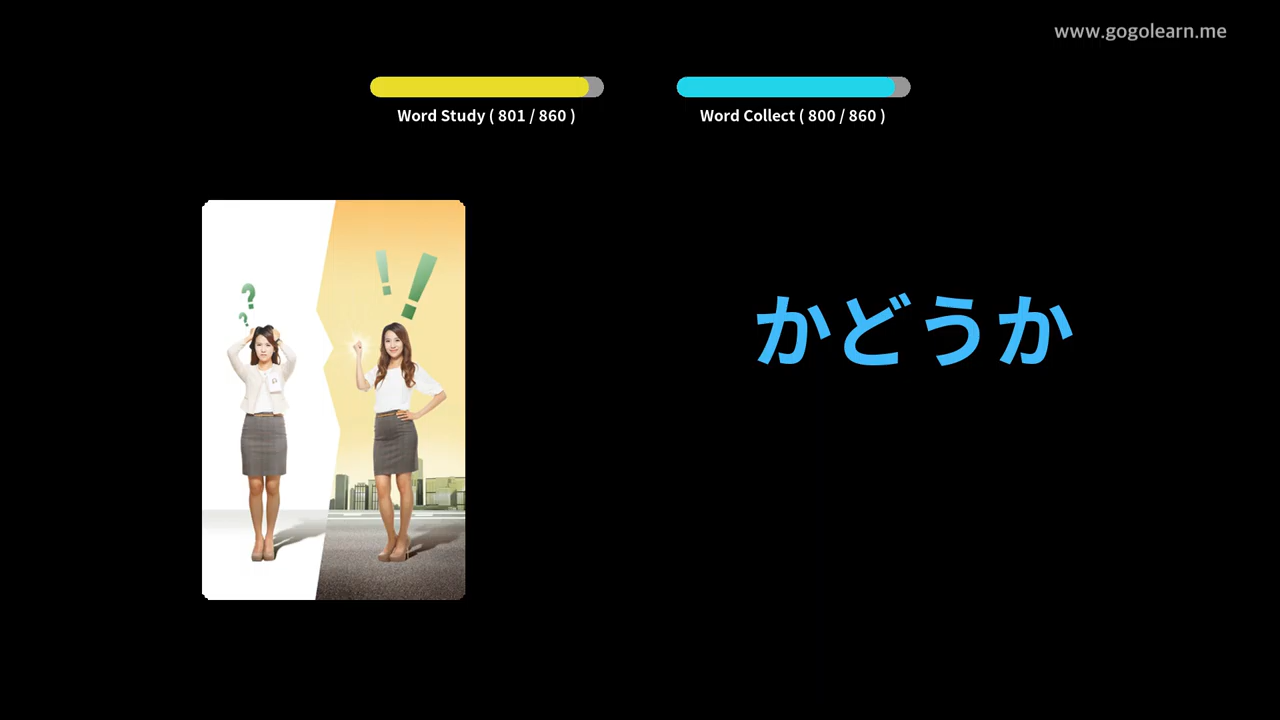 www.gogolearn.me
Word Study ( 801 / 860 )
Word Collect ( 800 / 860 )
? ?
! !
かどうか